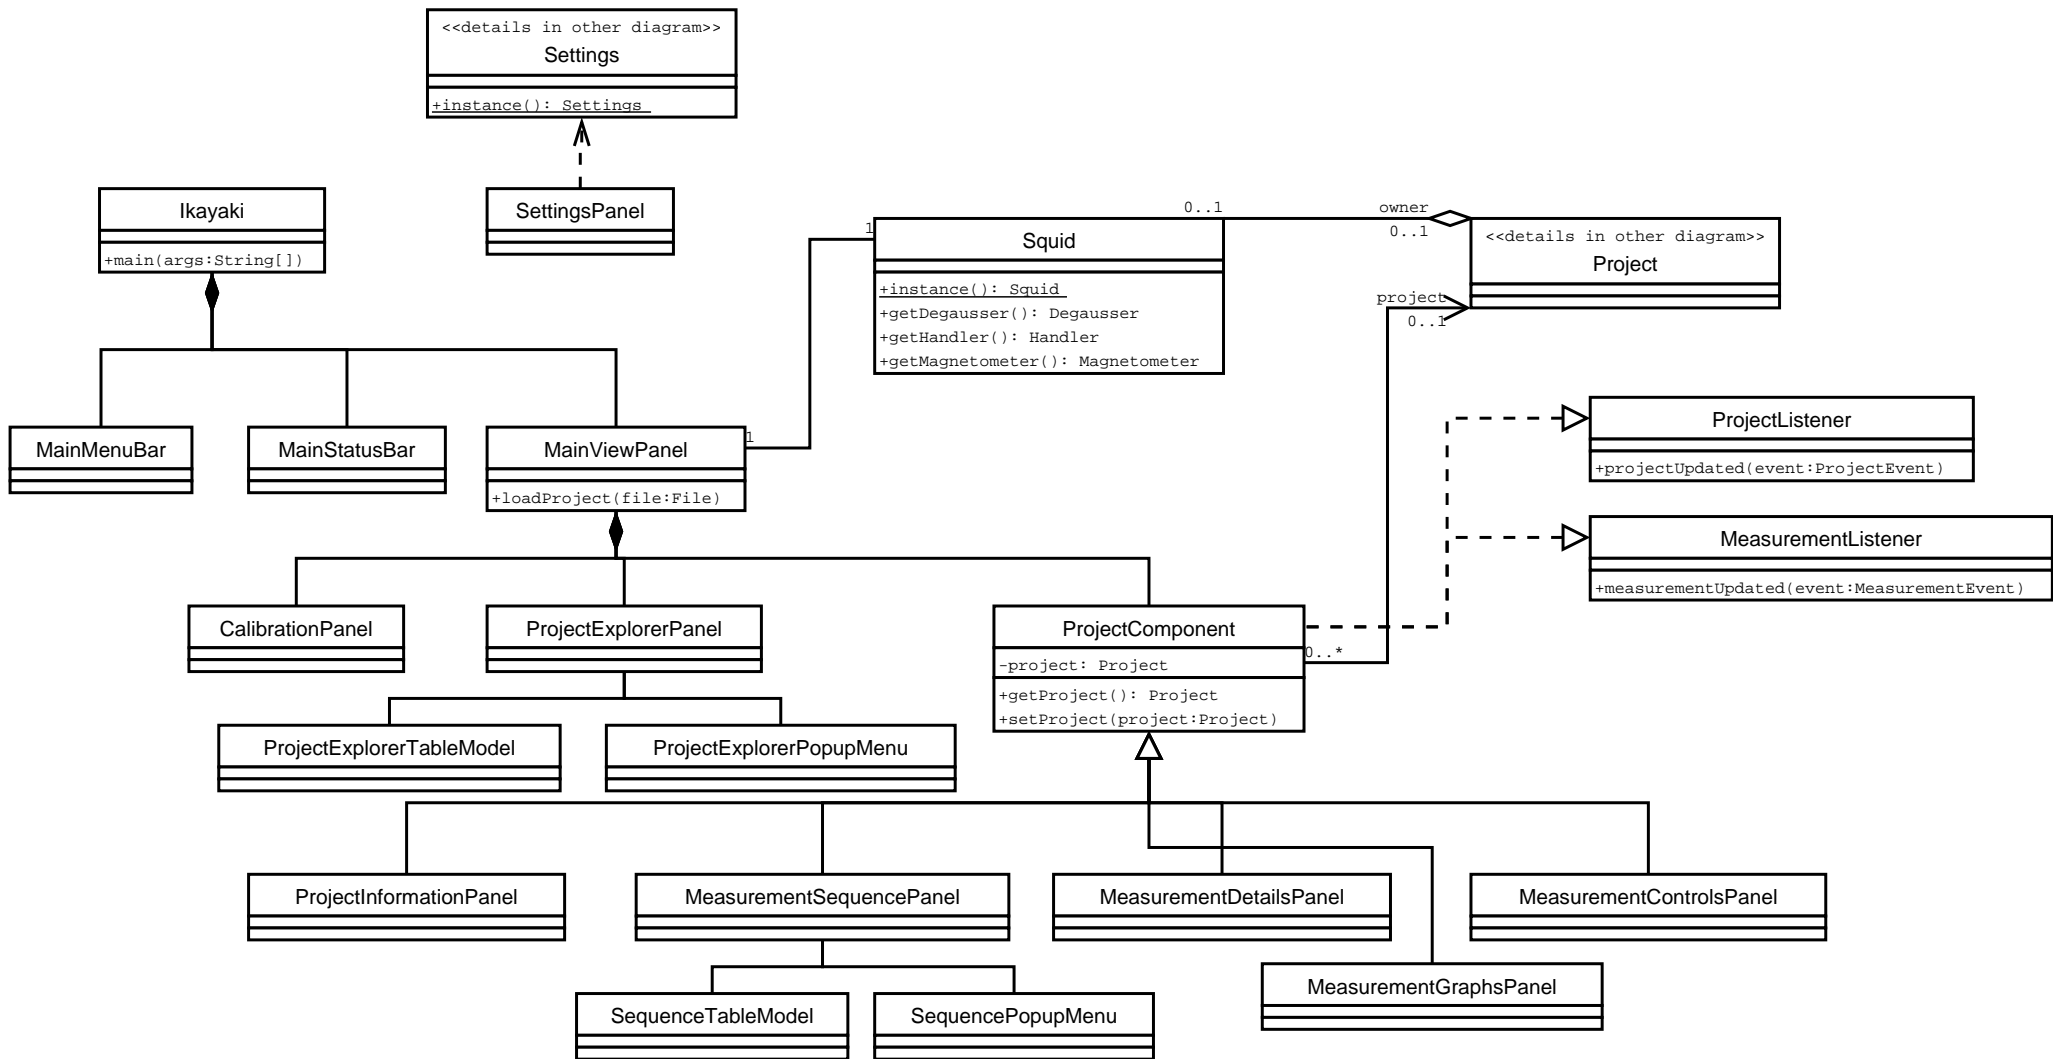 <<details in other diagram>>
Settings
+instance(): Settings
Ikayaki
+main(args:String[])
SettingsPanel
1
Squid
+instance(): Squid
+getDegausser(): Degausser
+getHandler(): Handler
+getMagnetometer(): Magnetometer
0..1
owner
0..1
<<details in other diagram>>
Project
project
0..1
MainMenuBar
MainStatusBar
MainViewPanel
+loadProject(file:File)
1
ProjectListener
+projectUpdated(event:ProjectEvent)
MeasurementListener
+measurementUpdated(event:MeasurementEvent)
CalibrationPanel
ProjectExplorerPanel
ProjectComponent
-project: Project
+getProject(): Project
+setProject(project:Project)
0..*
ProjectExplorerTableModel
ProjectExplorerPopupMenu
ProjectInformationPanel
MeasurementSequencePanel
MeasurementDetailsPanel
MeasurementControlsPanel
MeasurementGraphsPanel
SequenceTableModel
SequencePopupMenu